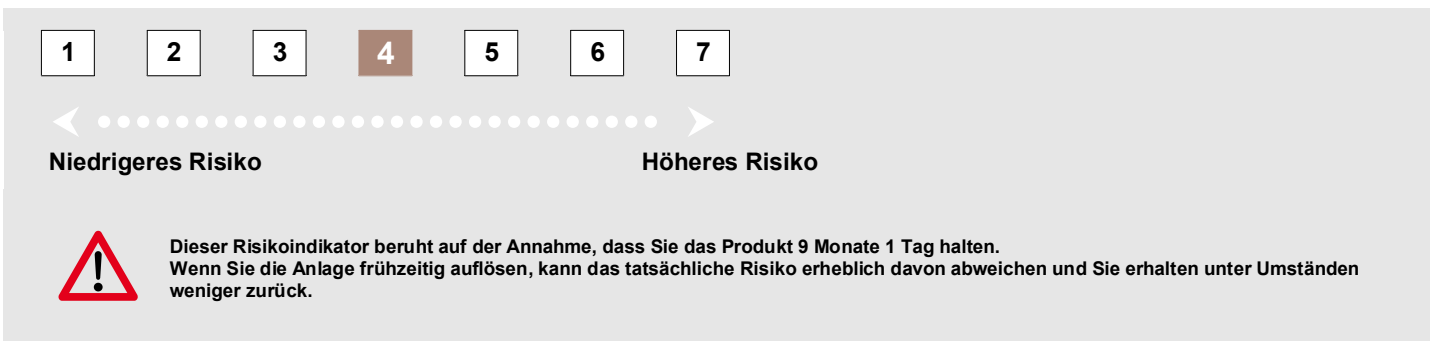 1 2 3 4 5 6 7
Niedrigeres Risiko Höheres Risiko
Dieser Risikoindikator beruht auf der Annahme, dass Sie das Produkt 9 Monate 1 Tag halten.
Wenn Sie die Anlage frühzeitig auflösen, kann das tatsächliche Risiko erheblich davon abweichen und Sie erhalten unter Umständen
weniger zurück.